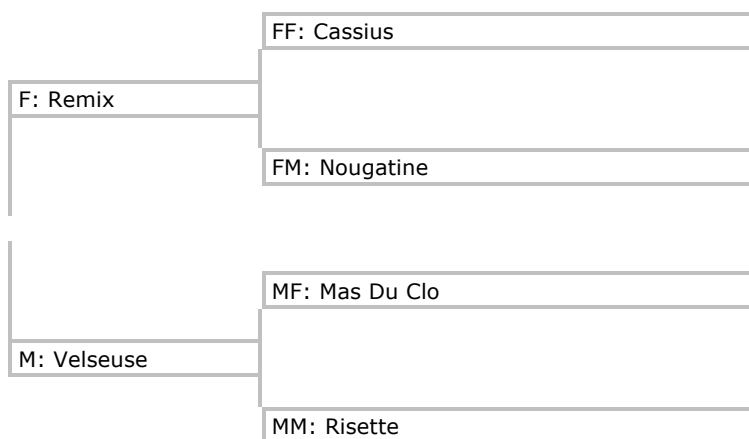 FF: Cassius
F: Remix
FM: Nougatine
MF: Mas Du Clo
M: Velseuse
MM: Risette